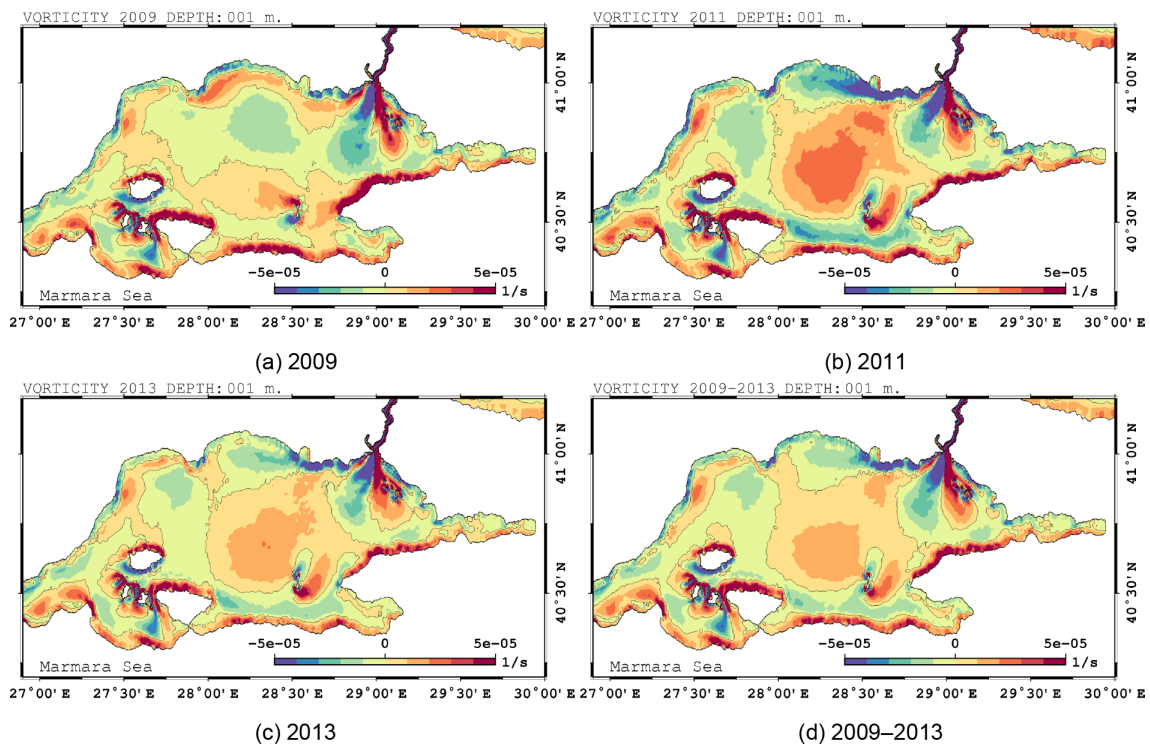 VORTICITY 2009 DEPTH:001 m.
41°00' N
40°30' N
−5e−05 0 5e−05
1/s
Marmara Sea
27°00' E 27°30' E 28°00' E 28°30' E 29°00' E 29°30' E 30°00' E
(a) 2009
VORTICITY 2011 DEPTH:001 m.
41°00' N
40°30' N
−5e−05 0 5e−05
1/s
Marmara Sea
27°00' E 27°30' E 28°00' E 28°30' E 29°00' E 29°30' E 30°00' E
(b) 2011
VORTICITY 2013 DEPTH:001 m.
41°00' N
40°30' N
−5e−05 0 5e−05
1/s
Marmara Sea
27°00' E 27°30' E 28°00' E 28°30' E 29°00' E 29°30' E 30°00' E
(c) 2013
VORTICITY 2009−2013 DEPTH:001 m.
41°00' N
40°30' N
−5e−05 0 5e−05
1/s
Marmara Sea
27°00' E 27°30' E 28°00' E 28°30' E 29°00' E 29°30' E 30°00' E
(d) 2009–2013